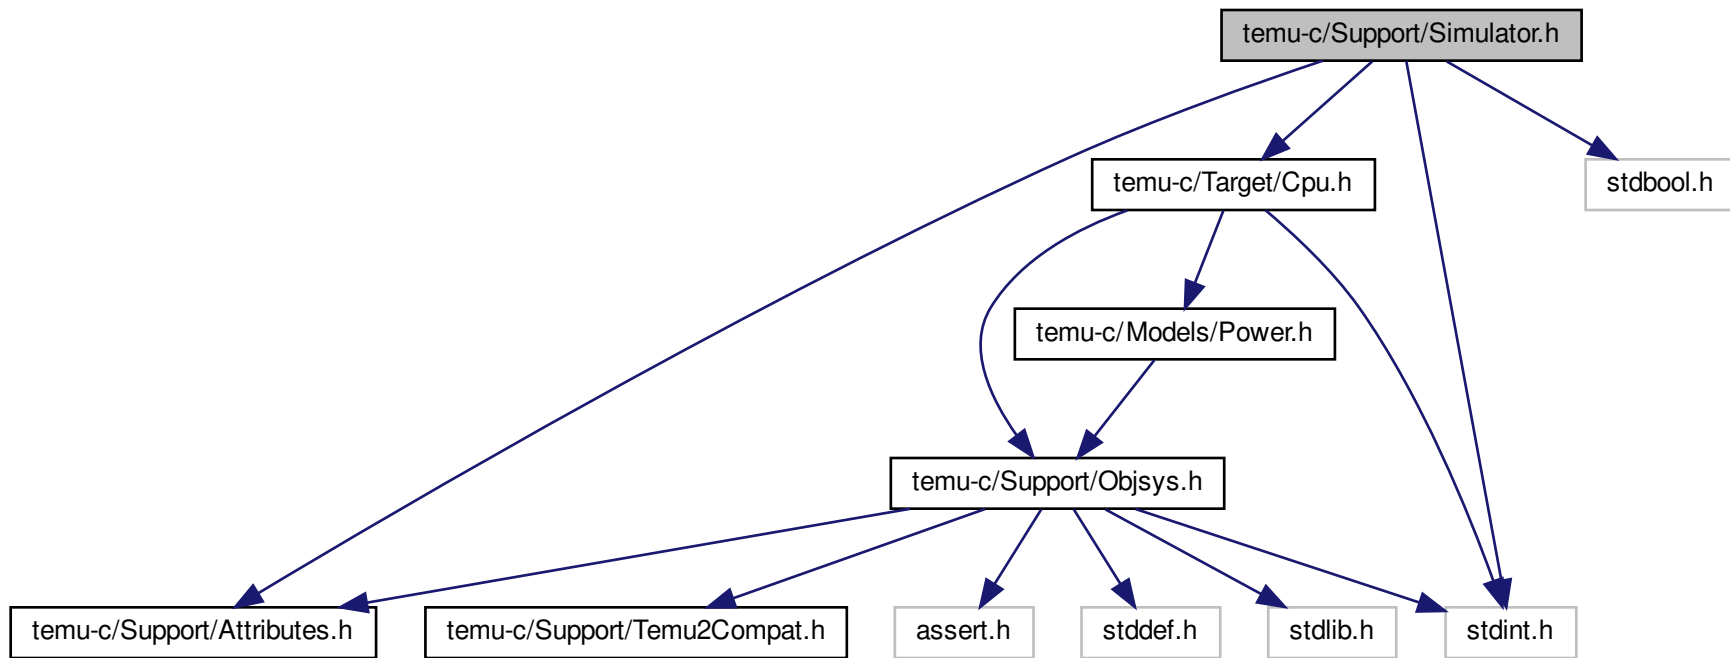 temu-c/Support/Simulator.h
temu-c/Target/Cpu.h
stdbool.h
temu-c/Models/Power.h
temu-c/Support/Objsys.h
temu-c/Support/Attributes.h
temu-c/Support/Temu2Compat.h
assert.h
stddef.h
stdlib.h
stdint.h